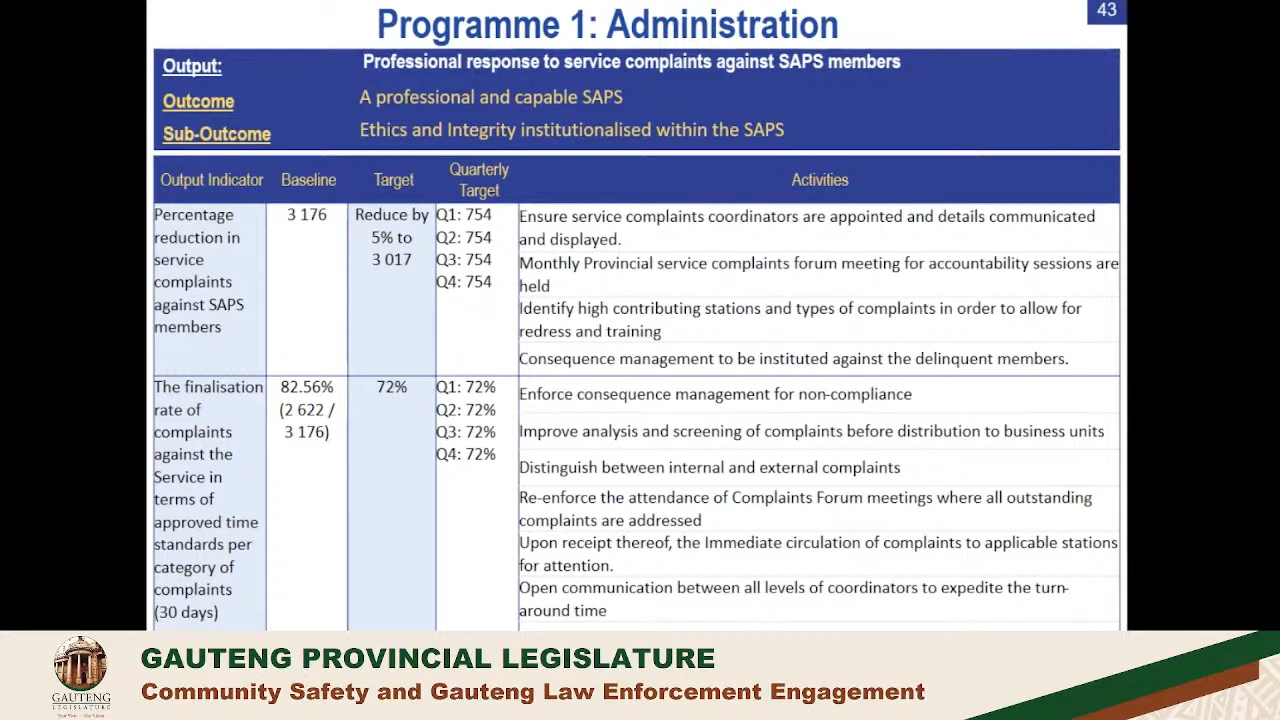 43
Programme 1: Administration
Output: Professional response to service complaints against SAPS members
Outcome A professional and capable SAPS
Sub-Outcome Ethics and Integrity institutionalised within the SAPS
Output Indicator Baseline Target Quarterly Target Activities
Percentage
reduction in
service
complaints
against SAPS
members
3 176
Reduce by
5% to
3 017
Q1: 754
Q2: 754
Q3: 754
Q4: 754
Ensure service complaints coordinators are appointed and details communicated
and displayed.
Monthly Provincial service complaints forum meeting for accountability sessions are
held
Identify high contributing stations and types of complaints in order to allow for
redress and training
Consequence management to be instituted against the delinquent members.
The finalisation
rate of
complaints
against the
Service in
terms of
approved time
standards per
category of
complaints
(30 days)
82.56%
(2 622 /
3 176)
72%
Q1: 72%
Q2: 72%
Q3: 72%
Q4: 72%
Enforce consequence management for non-compliance
Improve analysis and screening of complaints before distribution to business units
Distinguish between internal and external complaints
Re-enforce the attendance of Complaints Forum meetings where all outstanding
complaints are addressed
Upon receipt thereof, the Immediate circulation of complaints to applicable stations
for attention.
Open communication between all levels of coordinators to expedite the turn-
around time
GAUTENG
LEGISLATURE
GAUTENG PROVINCIAL LEGISLATURE
Community Safety and Gauteng Law Enforcement Engagement